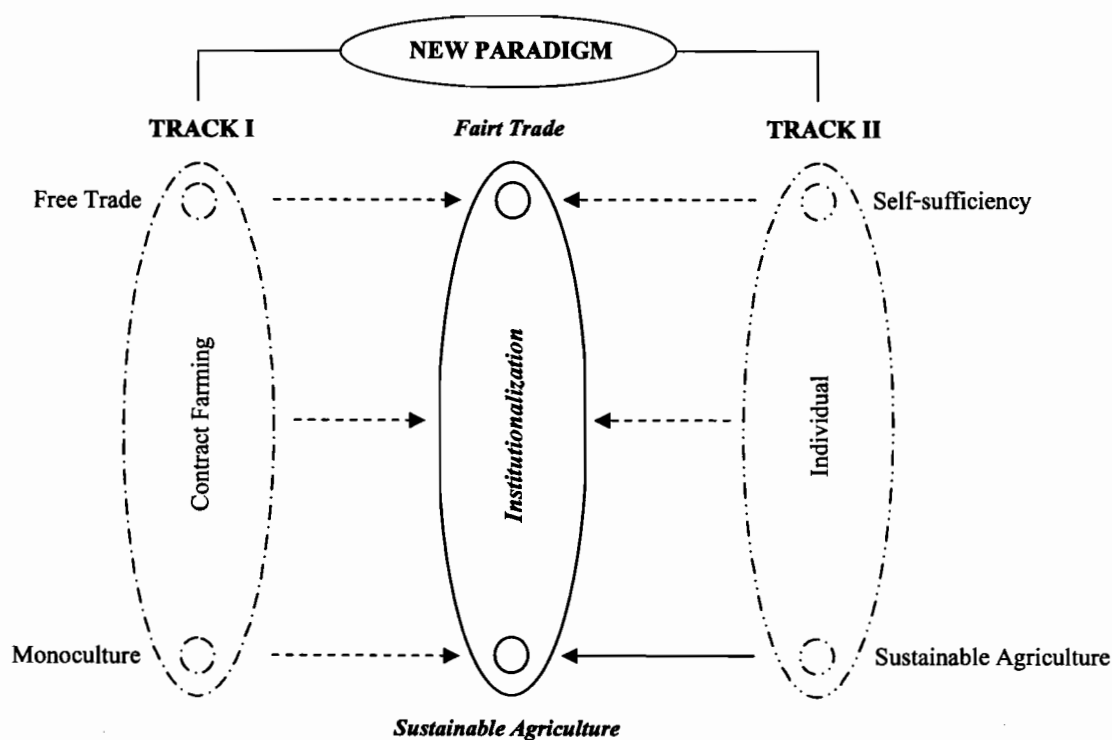 NEW PARADIGM
TRACK I
Fairt Trade
TRACK II
Free Trade
Self-sufficiency
Contract Farming
Institutionalization
Individual
Monoculture
Sustainable Agriculture
Sustainable Agriculture